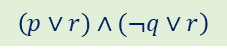 (p ∨ r) ∧ (¬q ∨ r)